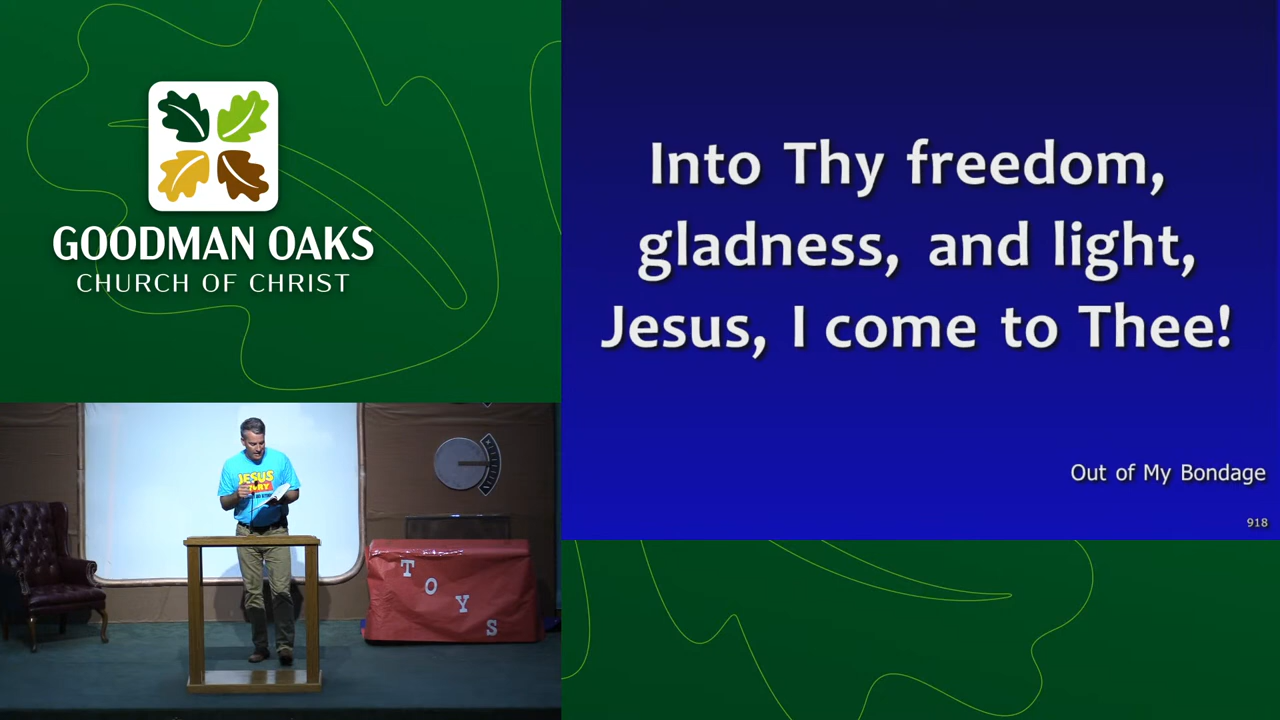 GOODMAN OAKS
CHURCH OF CHRIST
Into Thy freedom,
gladness, and light,
Jesus, I come to Thee!
Out of My Bondage
918
JESUS
TOYS